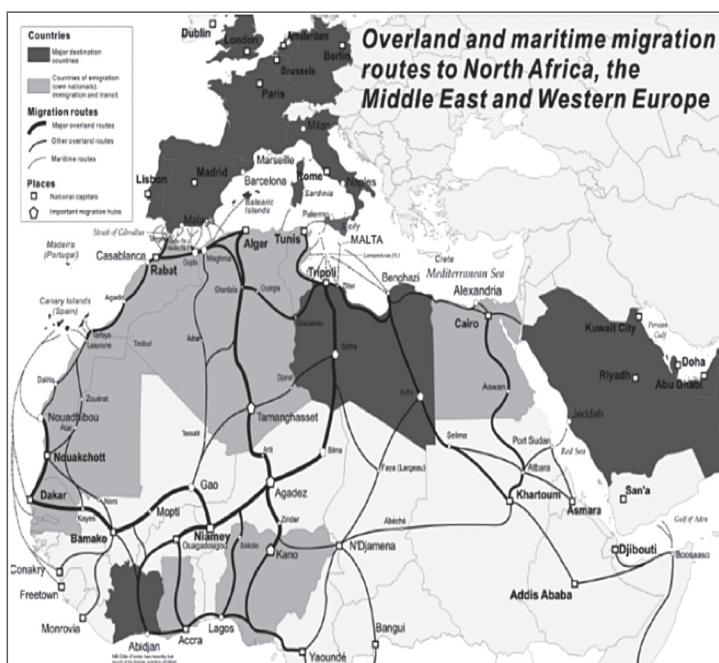 Countries
Major destination
countries
Countries of emigration
(own nationals),
immigration and transit
Migration routes
Major overland routes
Other overland routes
Maritime routes
Places
National capitals
Important migration hubs
Overland and maritime migration
routes to North Africa, the
Middle East and Western Europe
Dublin
London
Amsterdam
Berlin
Brussels
Paris
Milan
Marseille
Rome
Naples
Madrid
Barcelona
Lisbon
Sardinia
Balearic
Islands
Palermo
Sicily
Strait of Gibraltar
Alger
Tunis
MALTA
Crete
Mediterranean Sea
Madeira
(Portugal)
Casablanca
Rabat
Oujda
Maghnia
Tripoli
Zliten
Benghazi
Alexandria
Cairo
Kuwait City
Persian
Gulf
Ghardaia
Ouargla
Ghadames
Agadir
Canary Islands
(Spain)
Tarfaya
Laayoune
Tindouf
Adrar
Sebha
Doha
Riyadh
Abu Dhabi
Dakhla
Zouérat
Djanet
Kufra
Aswan
Jeddah
Nouadhibou
Atar
Tamanghasset
Tessalit
Selima
Port Sudan
Red Sea
Nouakchott
Arlit
Bilma
Faya (Largeau)
Atbara
Dakar
Gao
Agadez
Khartoum
San'a
Asmara
Kayes
Nioro
Mopti
Niamey
Zinder
Abéché
Gulf of Aden
Bamako
Ouagadougou
Sokoto
Kano
N'Djamena
Djibouti
Boosaaso
Conakry
Freetown
Addis Ababa
Monrovia
Abidjan
Accra
Lagos
Bangui
Yaoundé